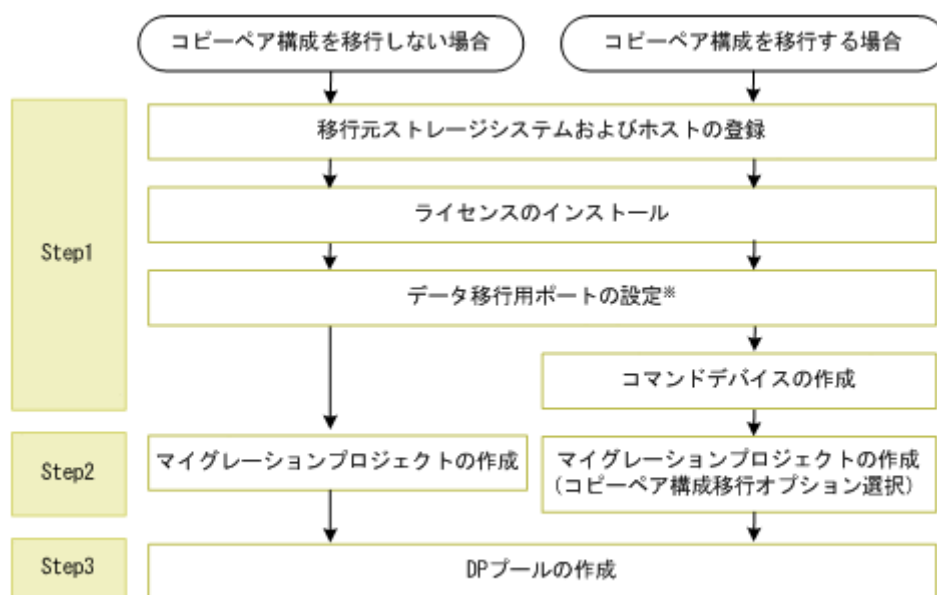 コピーペア構成を移行しない場合
コピーペア構成を移行する場合
Step1
移行元ストレージシステムおよびホストの登録
ライセンスのインストール
データ移行用ポートの設定※
コマンドデバイスの作成
Step2
マイグレーションプロジェクトの作成
マイグレーションプロジェクトの作成
(コピーペア構成移行オプション選択)
Step3
DPプールの作成